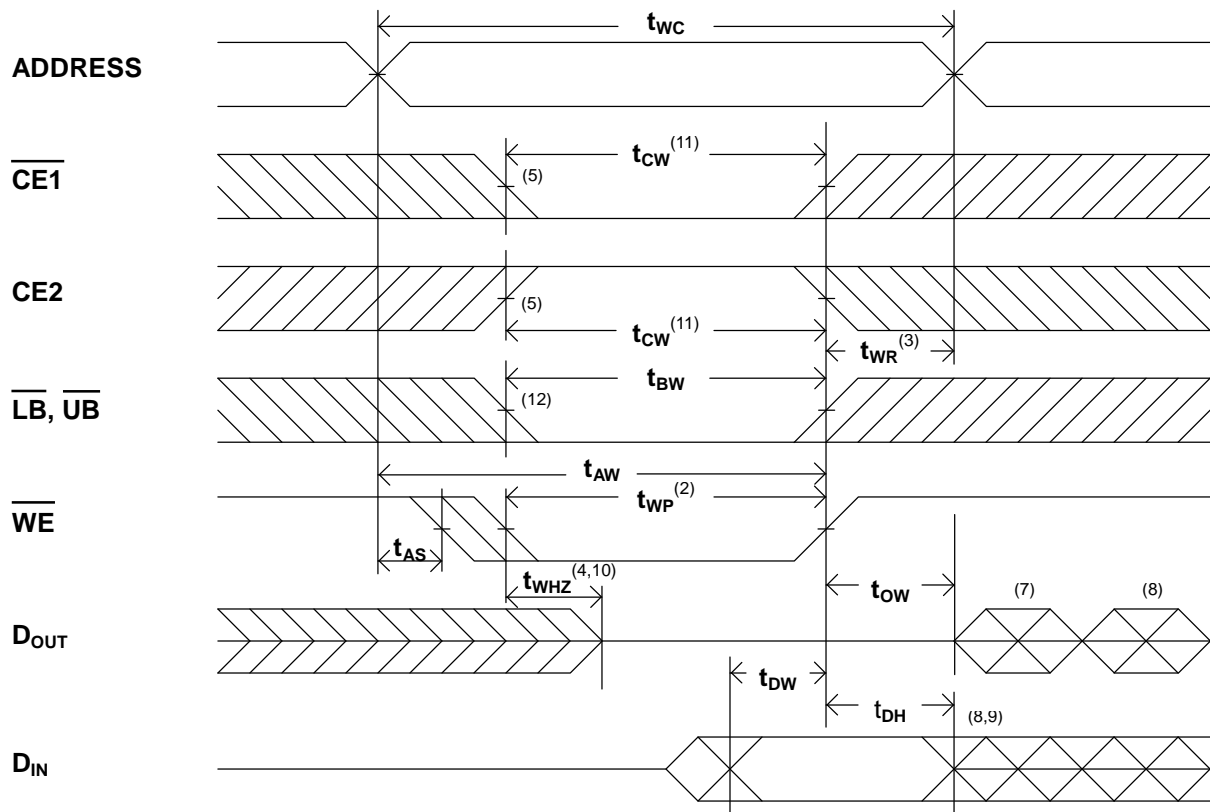 tWC
ADDRESS
CE1
tCW(11)
(5)
CE2
(5)
tCW(11)
tWR(3)
LB, UB
tBW
(12)
tAW
WE
tWP(2)
tAS
tWHZ(4,10)
tOW
(7)
(8)
DOUT
tDW
tDH
(8,9)
DIN